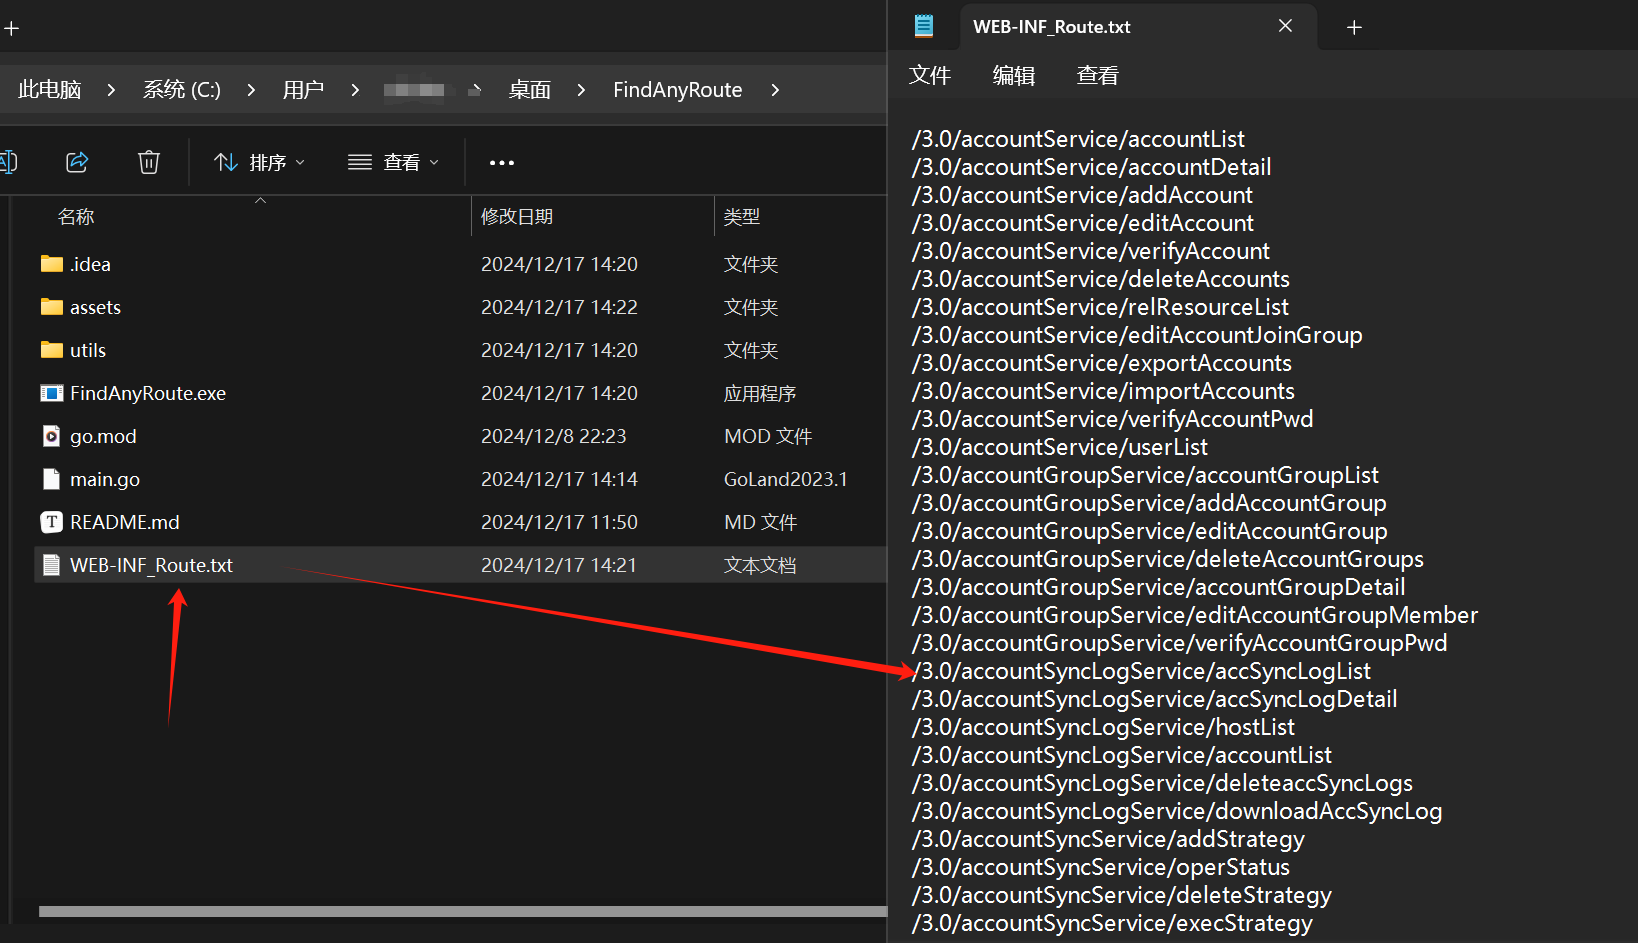 此电脑 > 系统 (C:) > 用户 > > 桌面 > FindAnyRoute >
排序 查看 ...
名称 修改日期 类型
.idea 2024/12/17 14:20 文件夹
assets 2024/12/17 14:22 文件夹
utils 2024/12/17 14:20 文件夹
FindAnyRoute.exe 2024/12/17 14:20 应用程序
go.mod 2024/12/8 22:23 MOD 文件
main.go 2024/12/17 14:14 GoLand2023.1
README.md 2024/12/17 11:50 MD 文件
WEB-INF_Route.txt 2024/12/17 14:21 文本文档
WEB-INF_Route.txt
文件 编辑 查看
/3.0/accountService/accountList
/3.0/accountService/accountDetail
/3.0/accountService/addAccount
/3.0/accountService/editAccount
/3.0/accountService/verifyAccount
/3.0/accountService/deleteAccounts
/3.0/accountService/relResourceList
/3.0/accountService/editAccountJoinGroup
/3.0/accountService/exportAccounts
/3.0/accountService/importAccounts
/3.0/accountService/verifyAccountPwd
/3.0/accountService/userList
/3.0/accountGroupService/accountGroupList
/3.0/accountGroupService/addAccountGroup
/3.0/accountGroupService/editAccountGroup
/3.0/accountGroupService/deleteAccountGroups
/3.0/accountGroupService/accountGroupDetail
/3.0/accountGroupService/editAccountGroupMember
/3.0/accountGroupService/verifyAccountGroupPwd
/3.0/accountSyncLogService/accSyncLogList
/3.0/accountSyncLogService/accSyncLogDetail
/3.0/accountSyncLogService/hostList
/3.0/accountSyncLogService/accountList
/3.0/accountSyncLogService/deleteaccSyncLogs
/3.0/accountSyncLogService/downloadAccSyncLog
/3.0/accountSyncService/addStrategy
/3.0/accountSyncService/operStatus
/3.0/accountSyncService/deleteStrategy
/3.0/accountSyncService/execStrategy